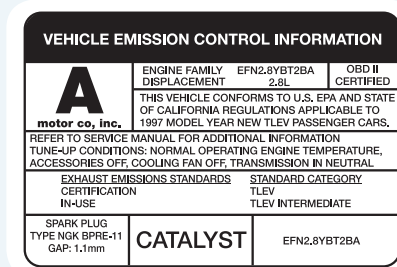 VEHICLE EMISSION CONTROL INFORMATION
A
motor co, inc.
ENGINE FAMILY EFN2.8YBT2BA
DISPLACEMENT 2.8L
OBD II
CERTIFIED
THIS VEHICLE CONFORMS TO U.S. EPA AND STATE
OF CALIFORNIA REGULATIONS APPLICABLE TO
1997 MODEL YEAR NEW TLEV PASSENGER CARS.
REFER TO SERVICE MANUAL FOR ADDITIONAL INFORMATION
TUNE-UP CONDITIONS: NORMAL OPERATING ENGINE TEMPERATURE,
ACCESSORIES OFF, COOLING FAN OFF, TRANSMISSION IN NEUTRAL
EXHAUST EMISSIONS STANDARDS STANDARD CATEGORY
CERTIFICATION TLEV
IN-USE TLEV INTERMEDIATE
SPARK PLUG
TYPE NGK BPRE-11
GAP: 1.1mm
CATALYST
EFN2.8YBT2BA